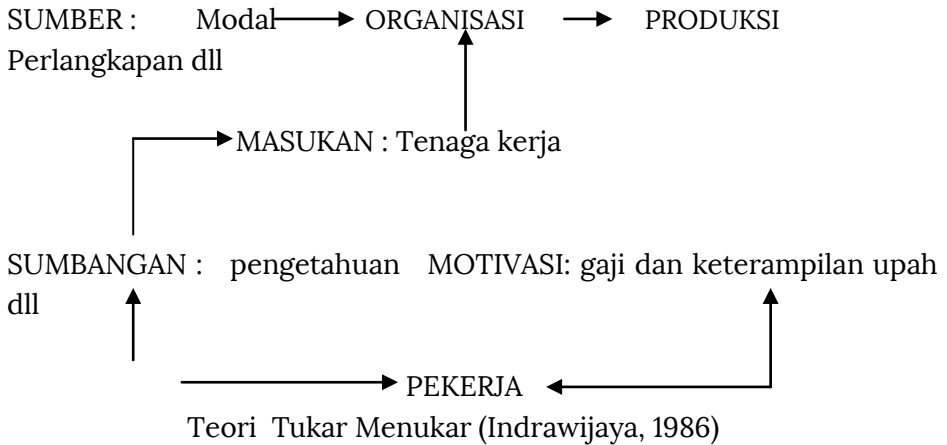 SUMBER : Modal ORGANISASI PRODUKSI
Perlangkapan dll
MASUKAN : Tenaga kerja
SUMBANGAN : pengetahuan MOTIVASI: gaji dan keterampilan upah
dll
PEKERJA
Teori Tukar Menukar (Indrawijaya, 1986)